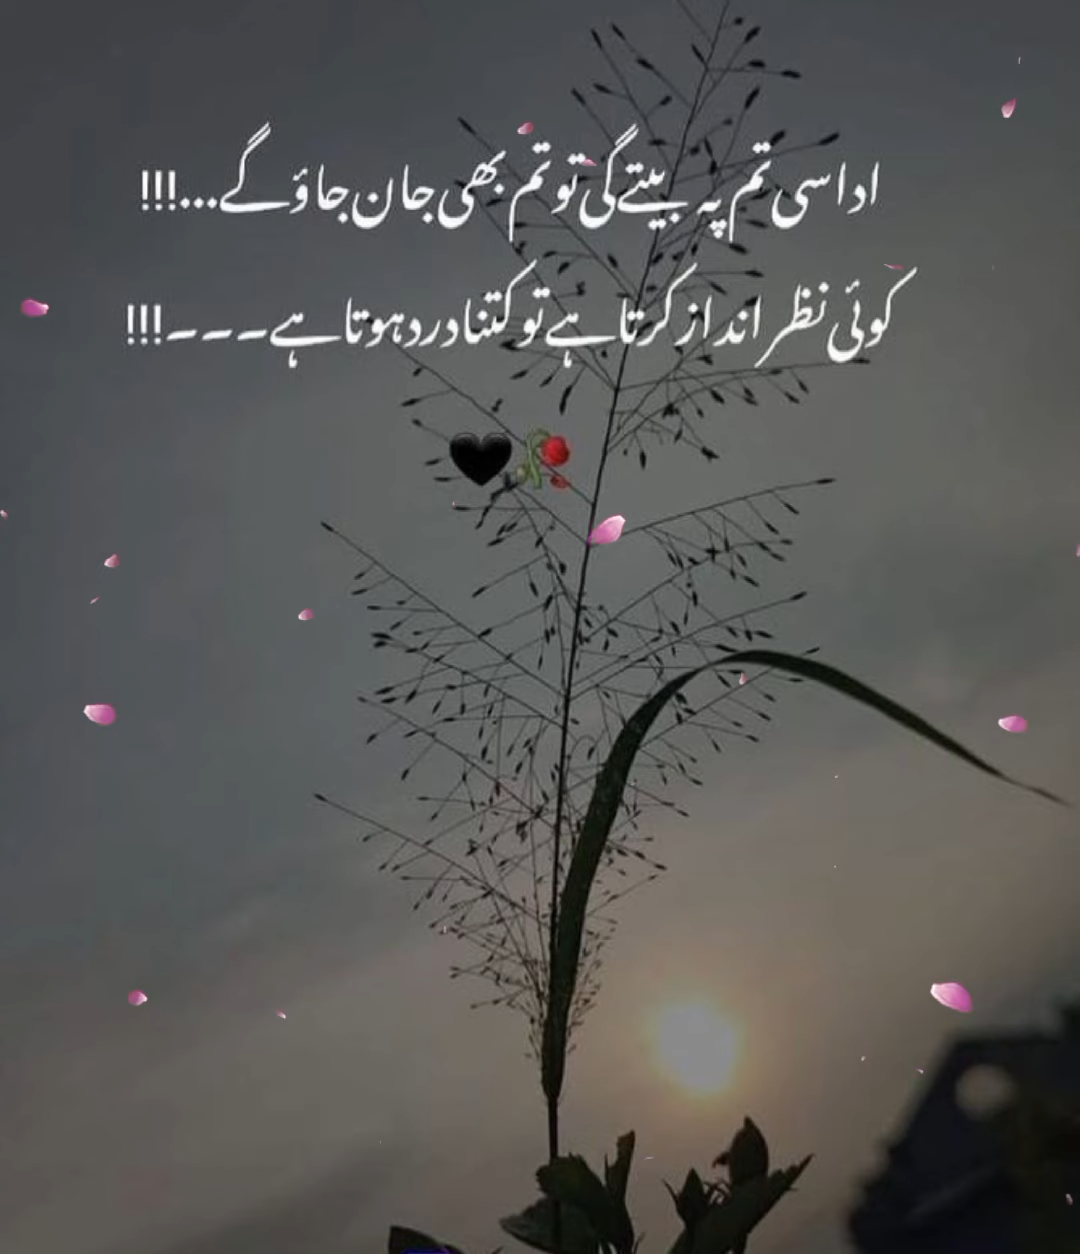 اداسی تم پہ بیتے گی تو تم بھی جان جاؤ گے...!!!
کوئی نظر انداز کرتا ہے تو کتنا درد ہوتا ہے۔۔۔!!!
🖤🥀